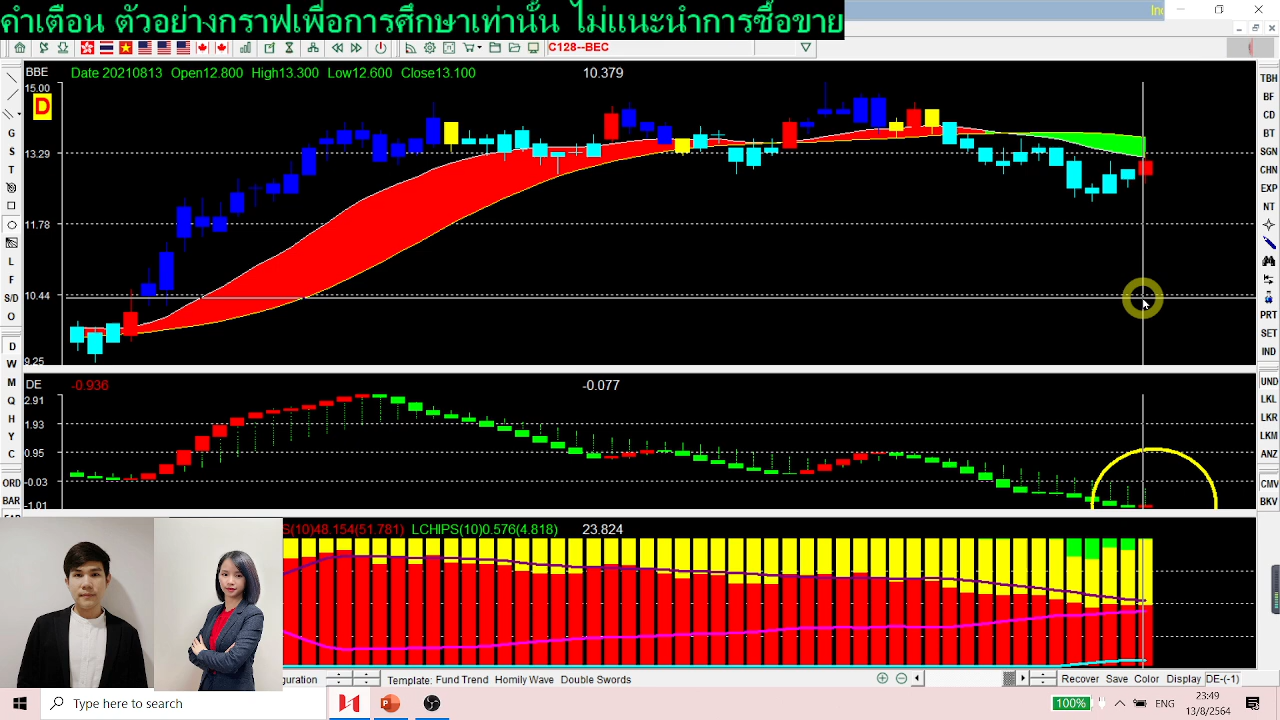 คำเตือน ตัวอย่างกราฟเพื่อการศึกษาเท่านั้น ไม่แนะนำการซื้อขาย
C128--BEC
BBE Date 20210813 Open12.800 High13.300 Low12.600 Close13.100 10.379
15.00
D
13.29
11.78
10.44
9.25
DE -0.936 -0.077
2.91
1.93
0.95
-0.03
-1.01
S(10)48.154(51.781) LCHIPS(10)0.576(4.818) 23.824
G
S
T
L
F
S/D
O
D
W
M
Q
H
Y
C
ORD
BAR
TBH
BF
CD
BT
SGN
CHN
EXP
NT
PRT
SET
IND
UND
LKL
LKR
LKM
ANZ
CMV
BKV
guration Template: Fund Trend Homily Wave Double Swords Recover Save Color Display DE-(-1)
Type here to search
100% ENG 23:49
13/8/2564